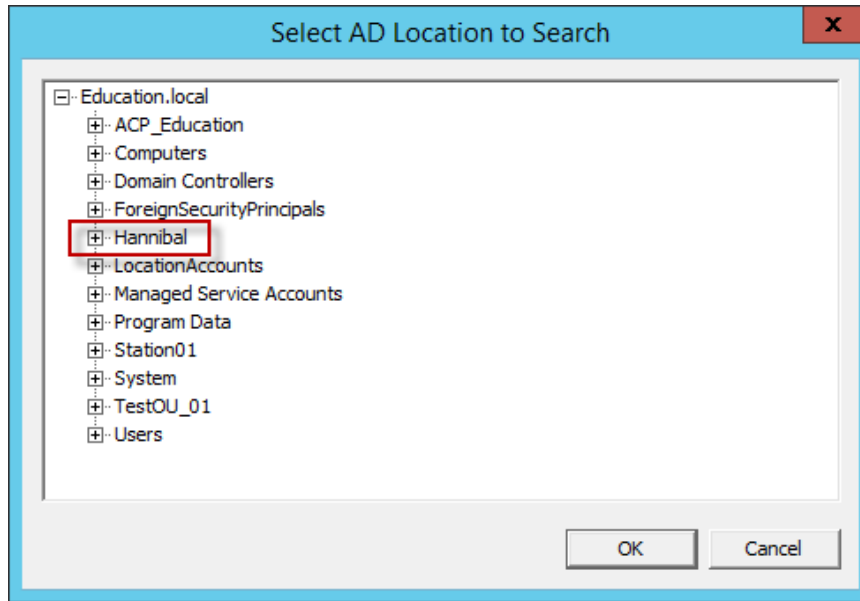 Select AD Location to Search
x
Education.local
ACP_Education
Computers
Domain Controllers
ForeignSecurityPrincipals
Hannibal
LocationAccounts
Managed Service Accounts
Program Data
Station01
System
TestOU_01
Users
OK Cancel